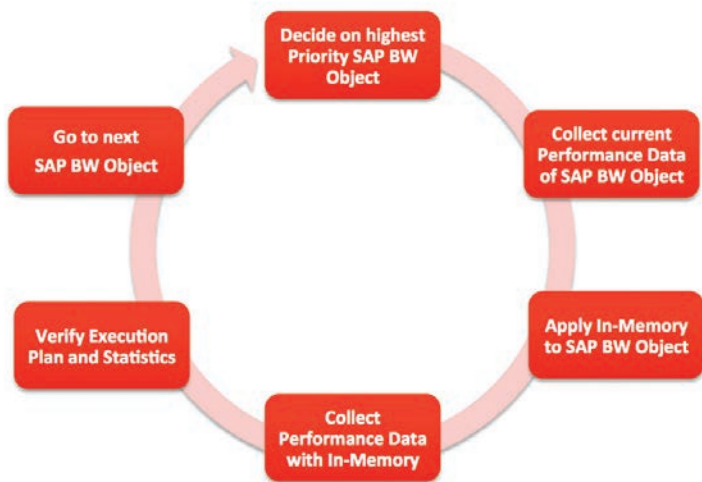 Decide on highest
Priority SAP BW
Object
Collect current
Performance Data
of SAP BW Object
Apply In-Memory
to SAP BW Object
Collect
Performance Data
with In-Memory
Verify Execution
Plan and Statistics
Go to next
SAP BW Object